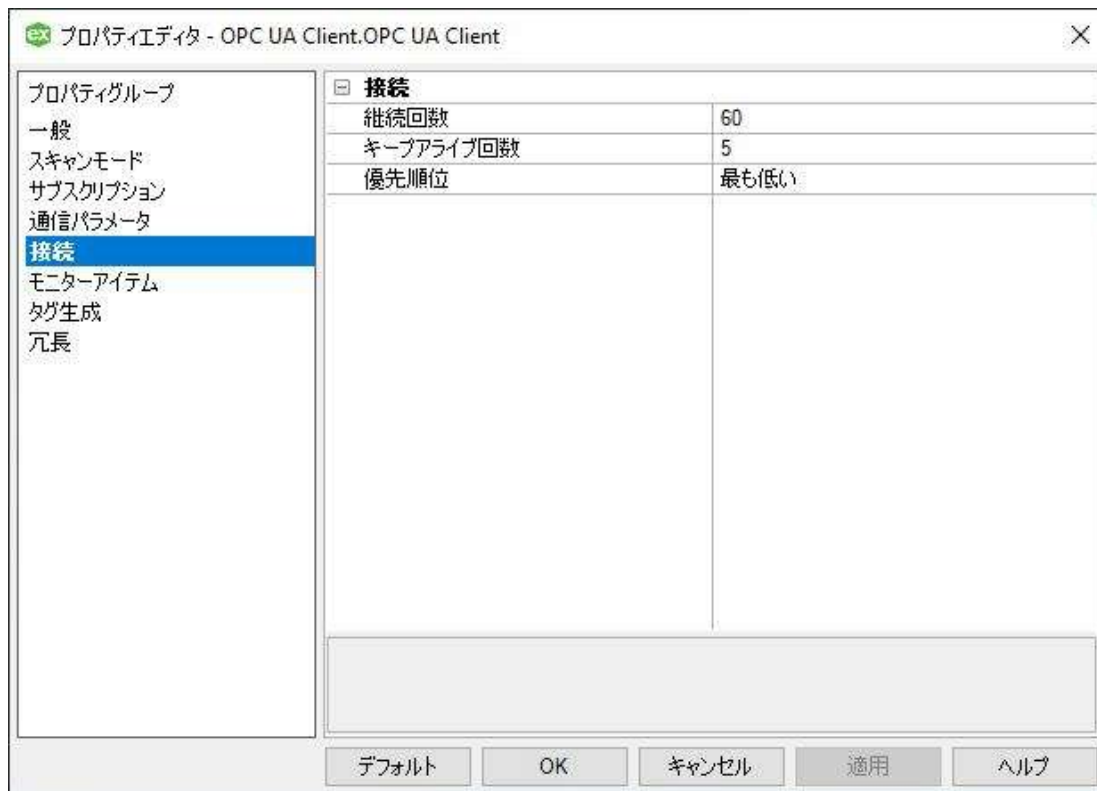 プロパティエディタ - OPC UA Client.OPC UA Client
プロパティグループ
一般
スキャンモード
サブスクリプション
通信パラメータ
接続
モニターアイテム
タグ生成
冗長
接続
継続回数 60
キープアライブ回数 5
優先順位 最も低い
デフォルト OK キャンセル 適用 ヘルプ